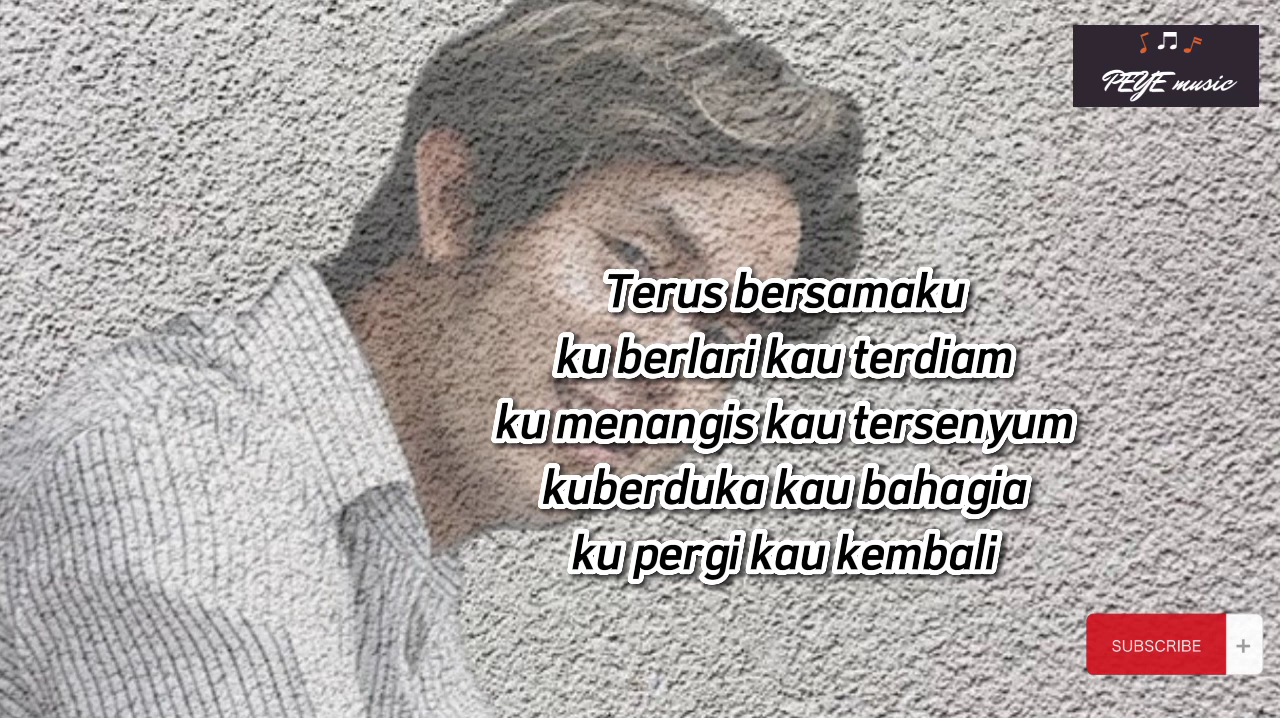 PEYE music
Terus bersamaku
ku berlari kau terdiam
ku menangis kau tersenyum
kuberduka kau bahagia
ku pergi kau kembali
SUBSCRIBE +